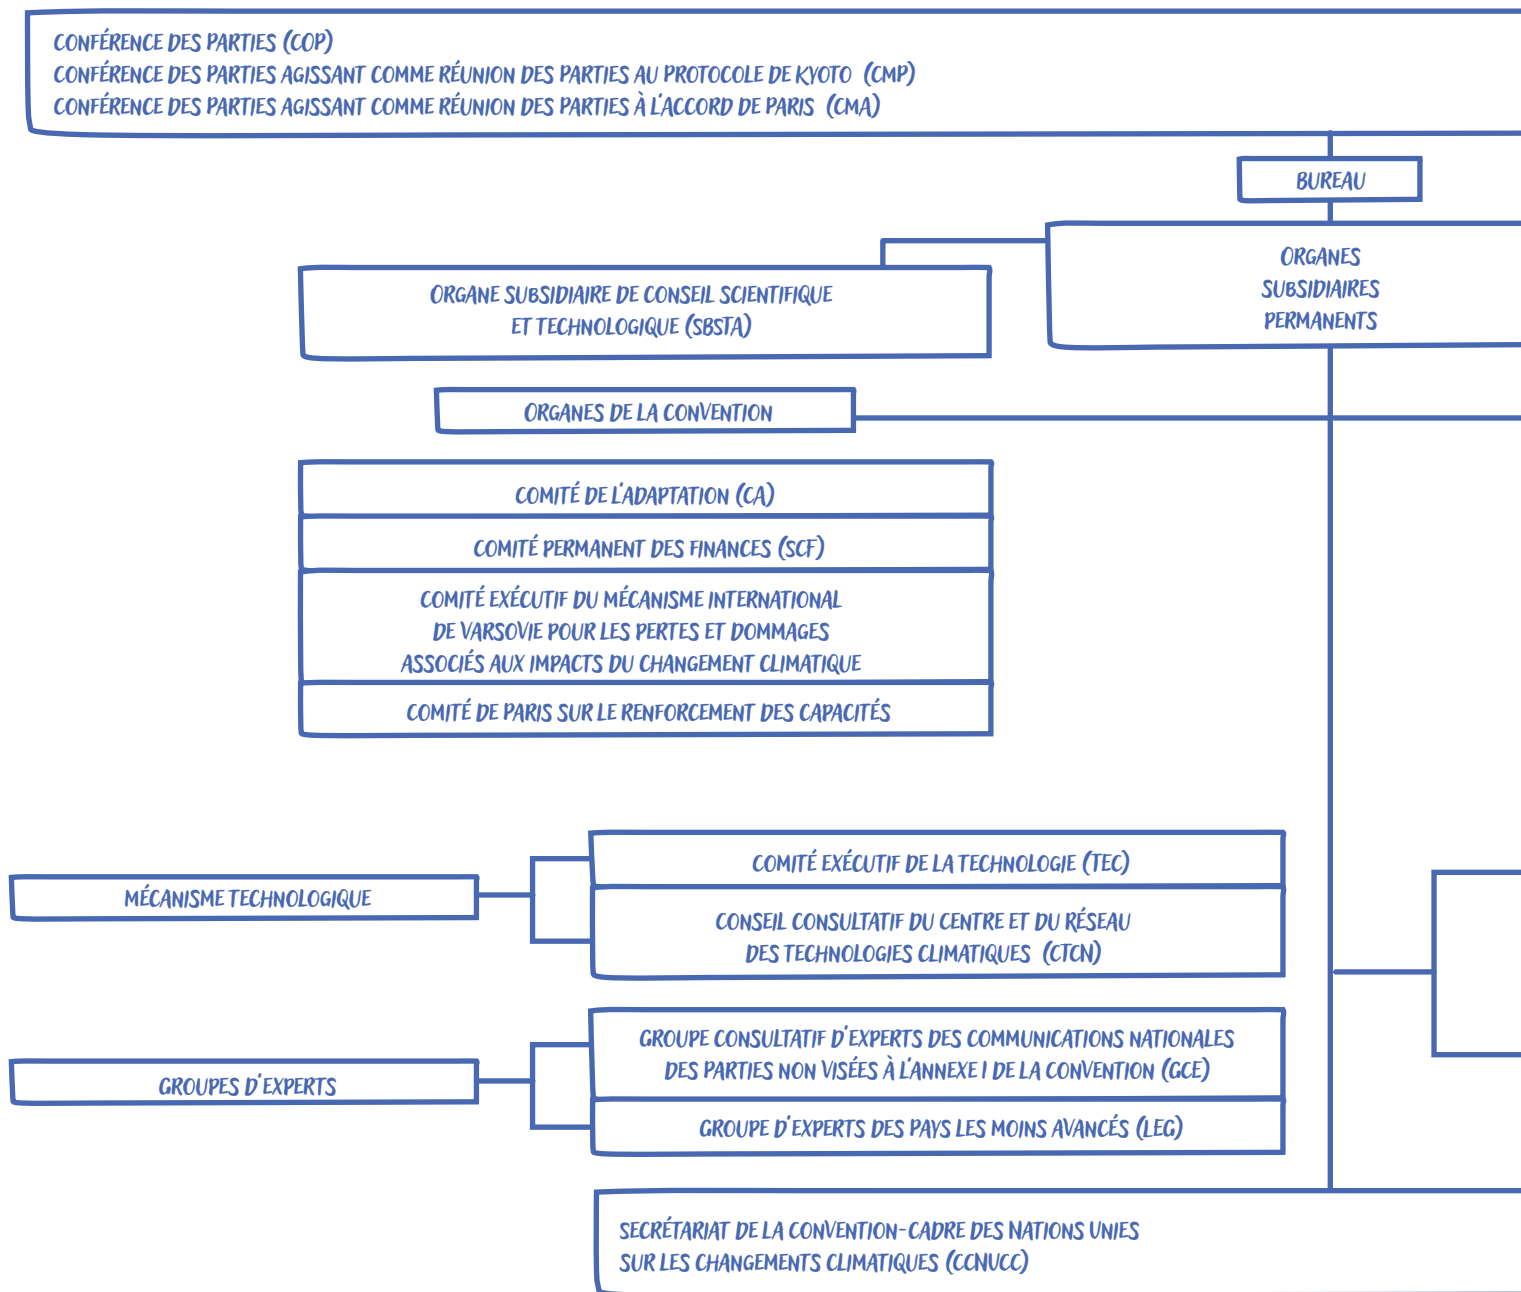 CONFÉRENCE DES PARTIES (COP)
CONFÉRENCE DES PARTIES AGISSANT COMME RÉUNION DES PARTIES AU PROTOCOLE DE KYOTO (CMP)
CONFÉRENCE DES PARTIES AGISSANT COMME RÉUNION DES PARTIES À L'ACCORD DE PARIS (CMA)
BUREAU
ORGANES
SUBSIDIAIRES
PERMANENTS
ORGANE SUBSIDIAIRE DE CONSEIL SCIENTIFIQUE
ET TECHNOLOGIQUE (SBSTA)
ORGANES DE LA CONVENTION
COMITÉ DE L'ADAPTATION (CA)
COMITÉ PERMANENT DES FINANCES (SCF)
COMITÉ EXÉCUTIF DU MÉCANISME INTERNATIONAL
DE VARSOVIE POUR LES PERTES ET DOMMAGES
ASSOCIÉS AUX IMPACTS DU CHANGEMENT CLIMATIQUE
COMITÉ DE PARIS SUR LE RENFORCEMENT DES CAPACITÉS
MÉCANISME TECHNOLOGIQUE
COMITÉ EXÉCUTIF DE LA TECHNOLOGIE (TEC)
CONSEIL CONSULTATIF DU CENTRE ET DU RÉSEAU
DES TECHNOLOGIES CLIMATIQUES (CTCN)
GROUPES D'EXPERTS
GROUPE CONSULTATIF D'EXPERTS DES COMMUNICATIONS NATIONALES
DES PARTIES NON VISÉES À L'ANNEXE I DE LA CONVENTION (GCE)
GROUPE D'EXPERTS DES PAYS LES MOINS AVANCÉS (LEG)
SECRÉTARIAT DE LA CONVENTION-CADRE DES NATIONS UNIES
SUR LES CHANGEMENTS CLIMATIQUES (CCNUCC)